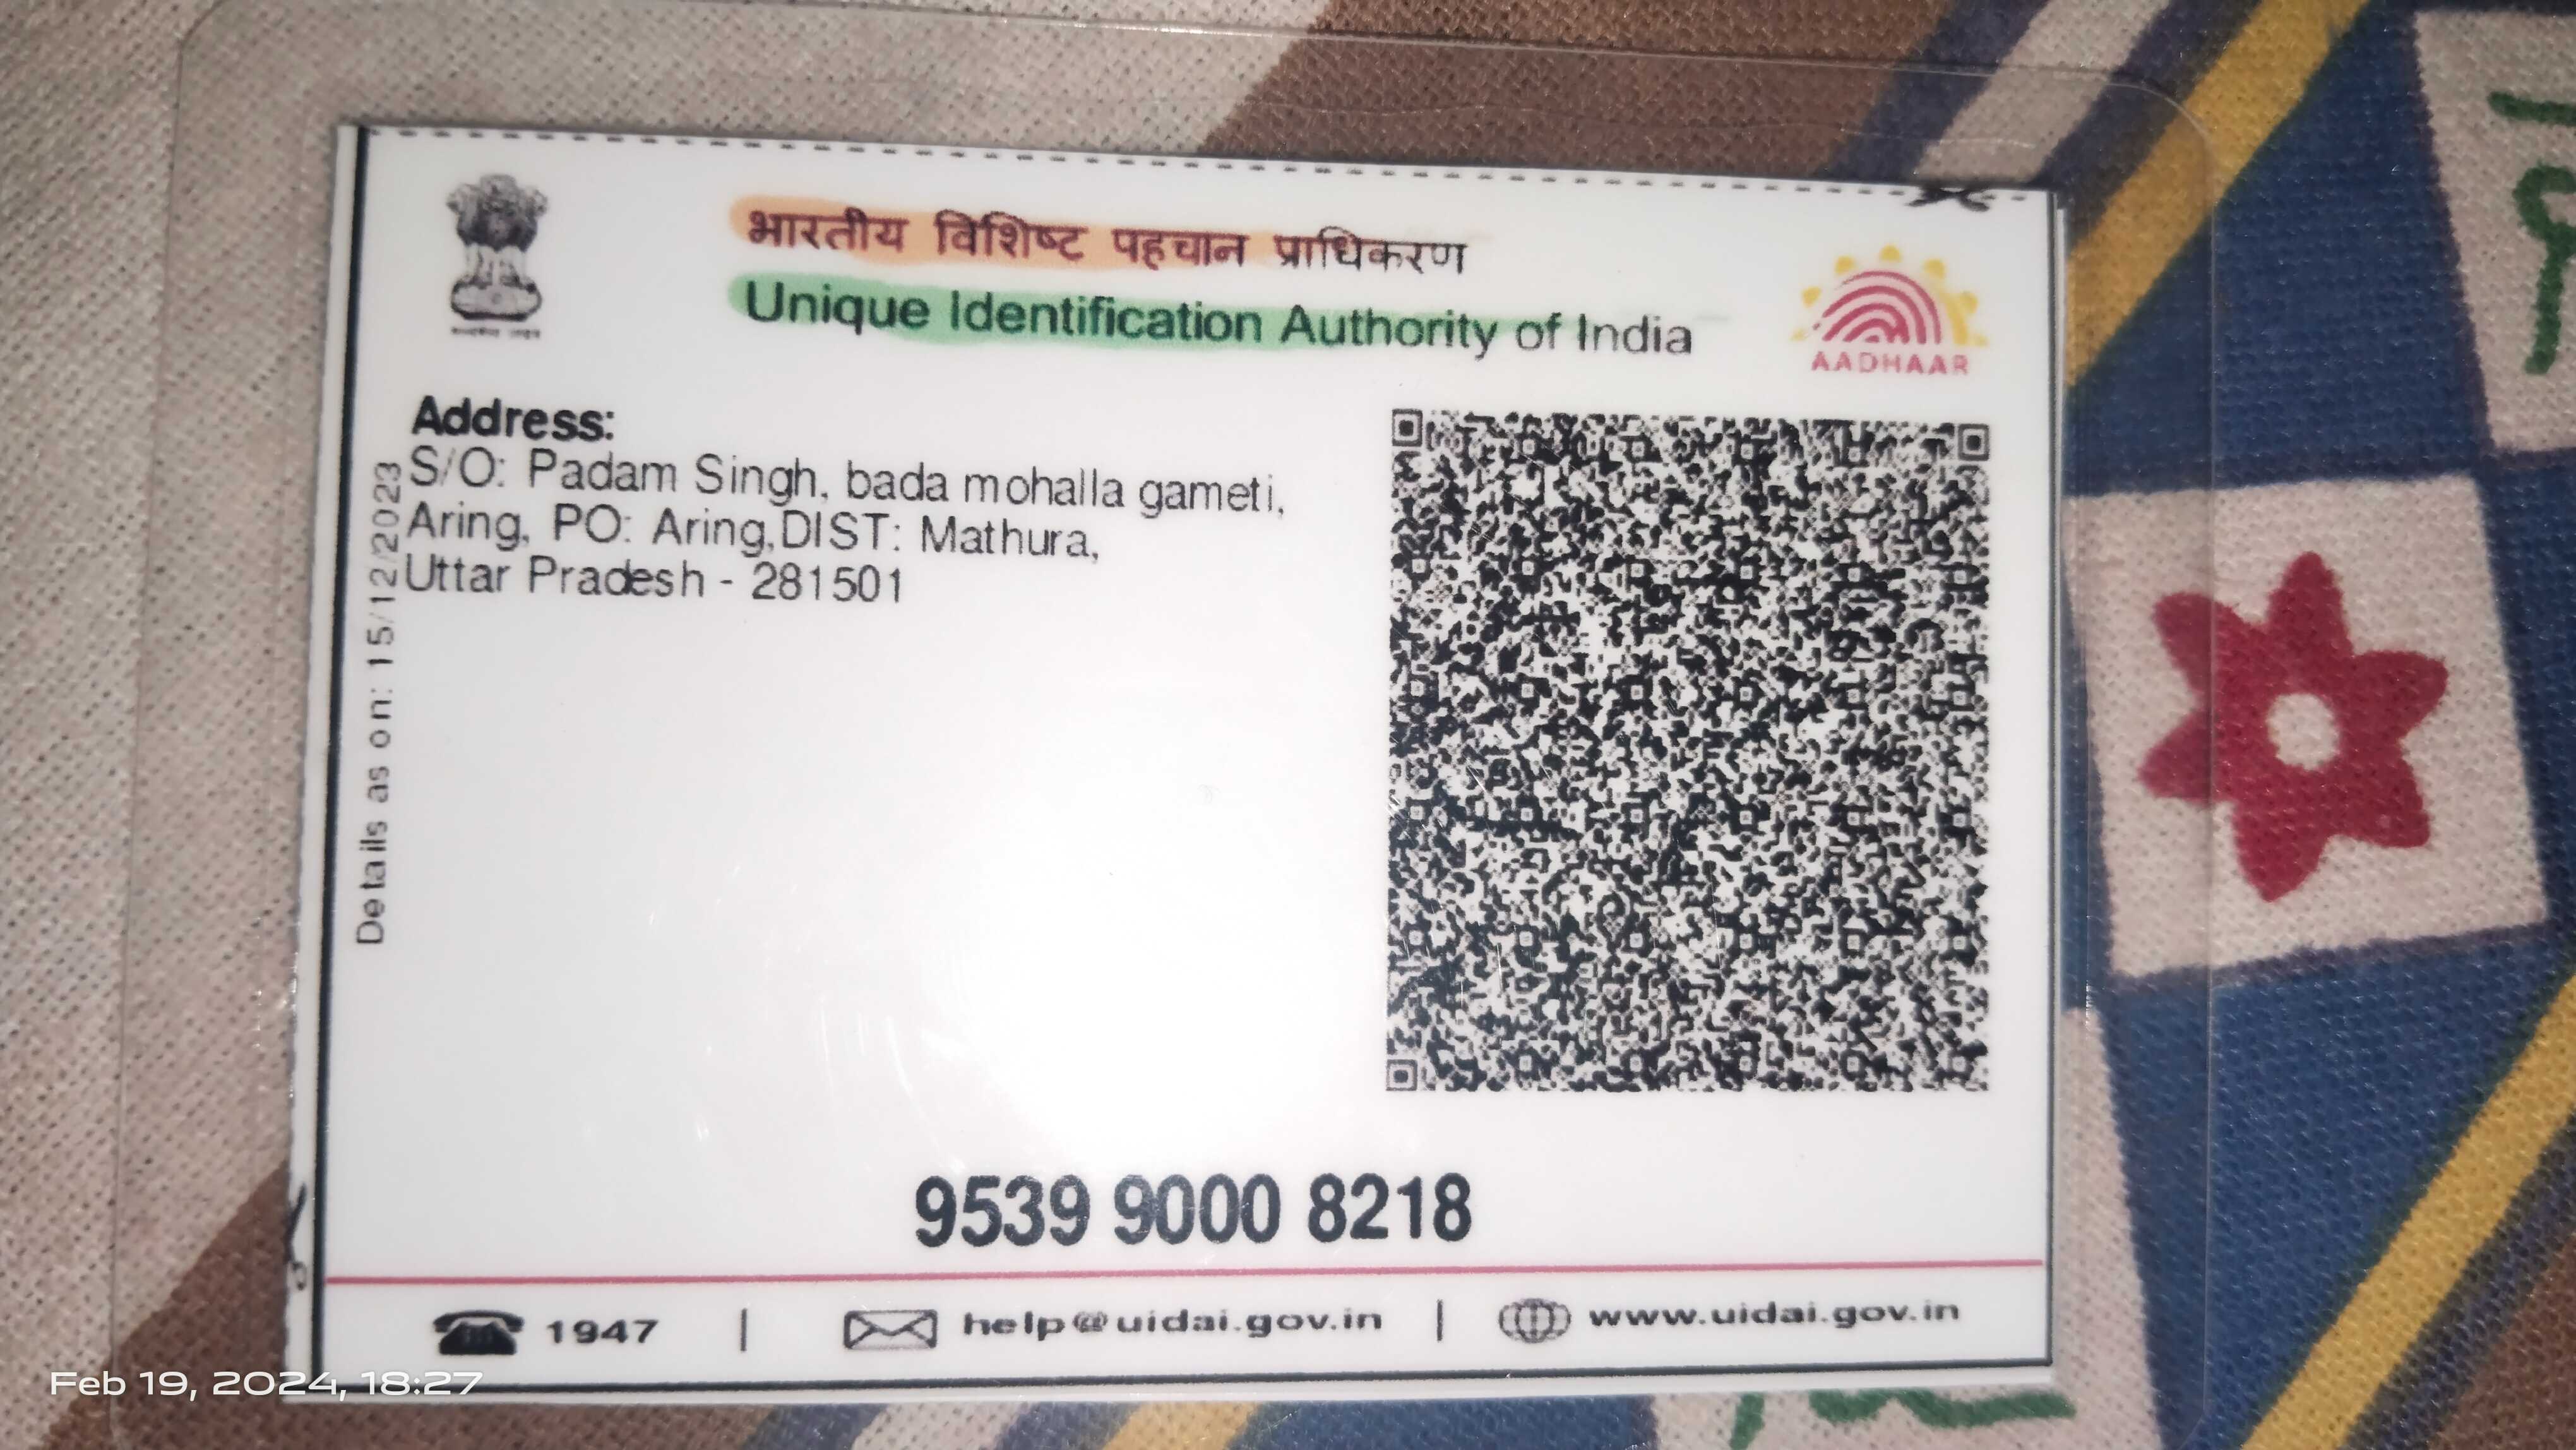 भारतीय विशिष्ट पहचान प्राधिकरण
Unique Identification Authority of India
AADHAAR
Address:
S/O: Padam Singh, bada mohalla gameti,
Aring, PO: Aring,DIST: Mathura,
Uttar Pradesh - 281501
Details as on: 15/12/2023
9539 9000 8218
1947 | help@uidai.gov.in | www.uidai.gov.in
Feb 19, 2024, 18:27